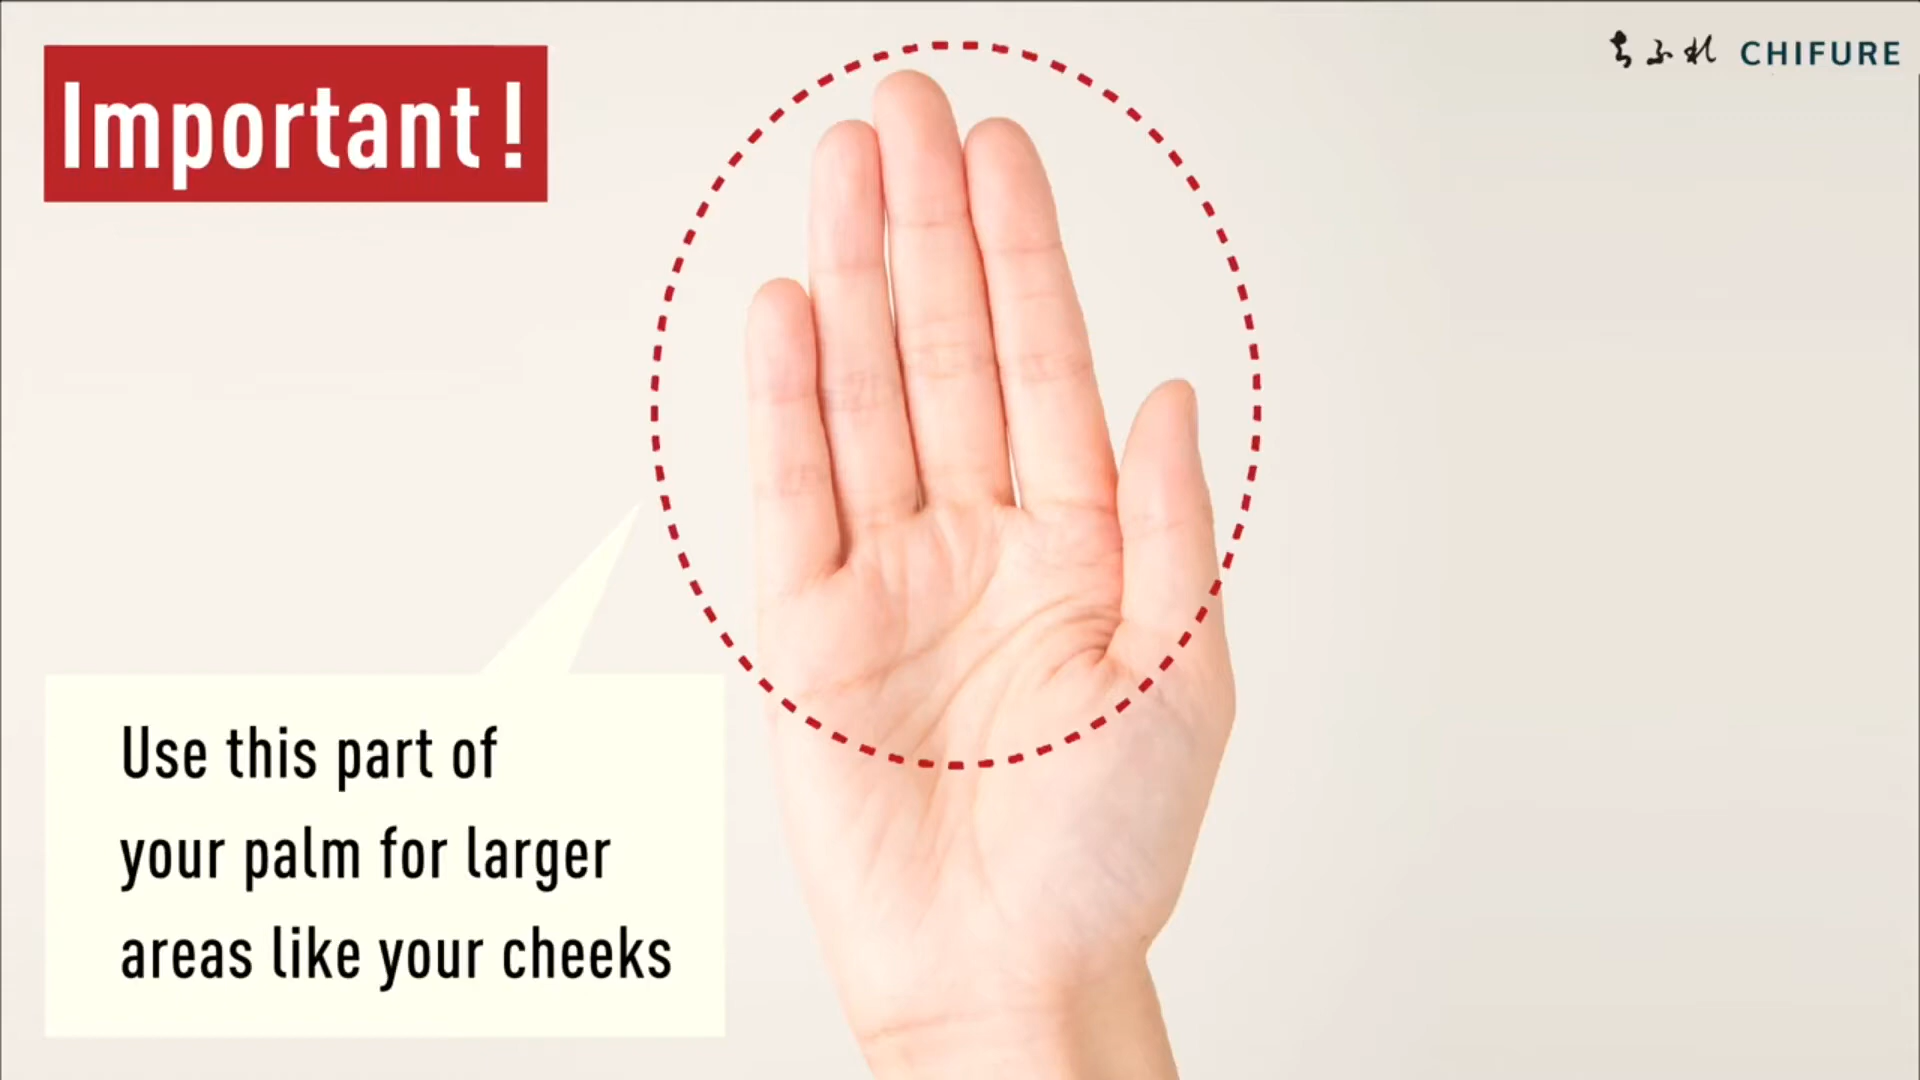 Important!
ちふれ CHIFURE
Use this part of
your palm for larger
areas like your cheeks